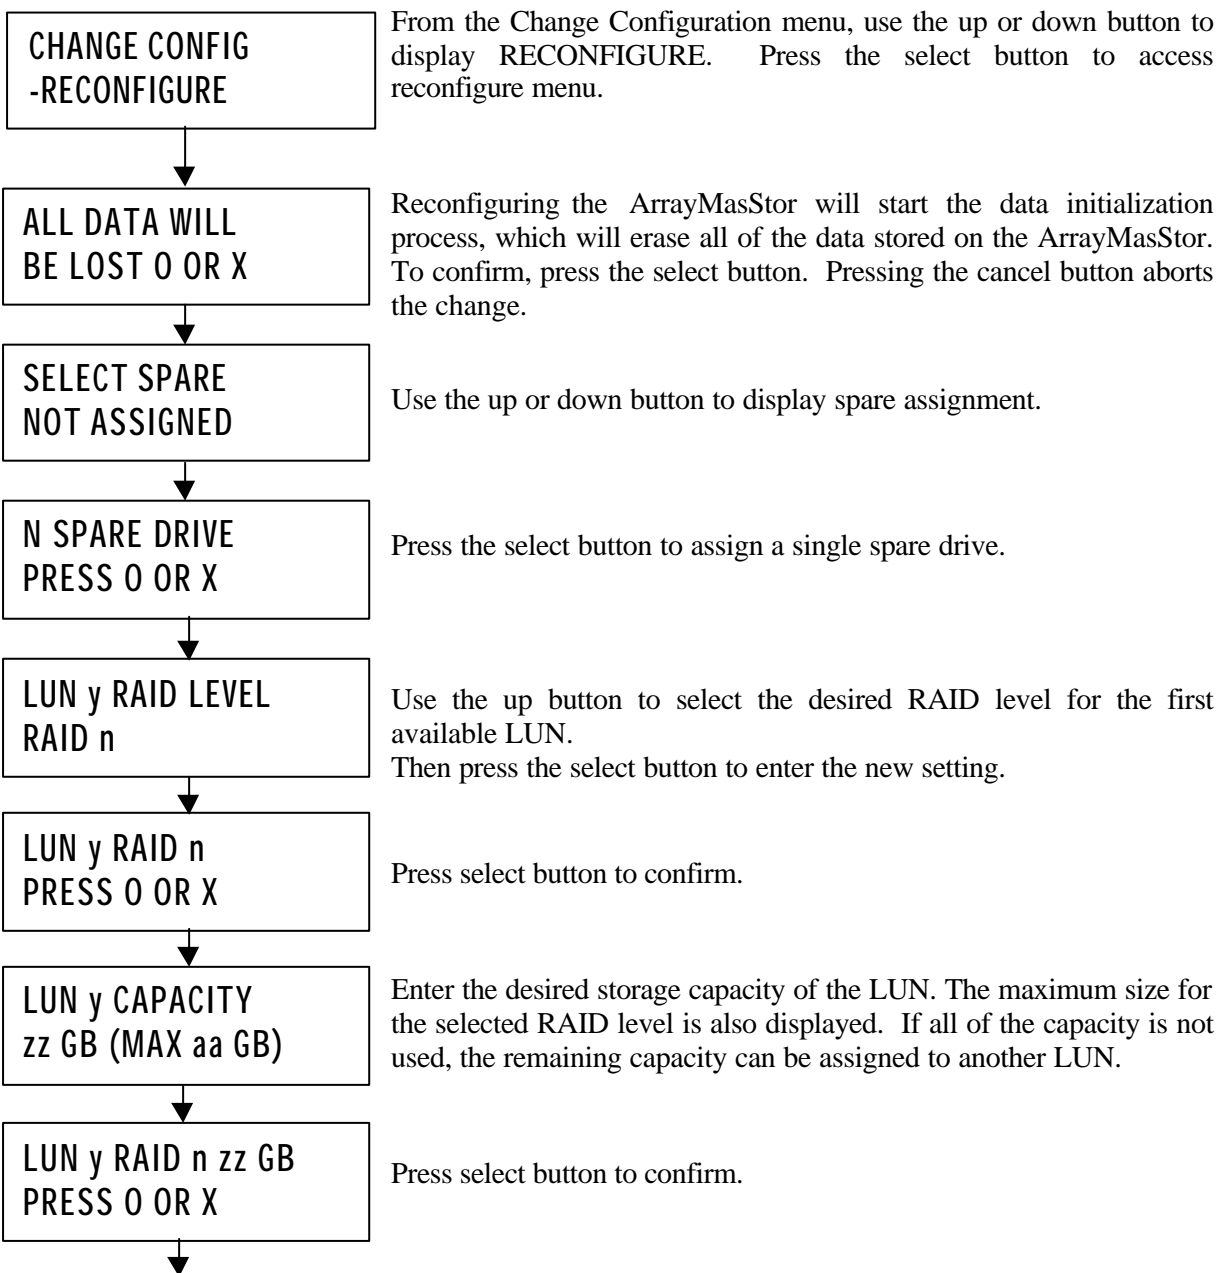 CHANGE CONFIG
-RECONFIGURE
From the Change Configuration menu, use the up or down button to
display RECONFIGURE. Press the select button to access
reconfigure menu.
ALL DATA WILL
BE LOST O OR X
Reconfiguring the ArrayMasStor will start the data initialization
process, which will erase all of the data stored on the ArrayMasStor.
To confirm, press the select button. Pressing the cancel button aborts
the change.
SELECT SPARE
NOT ASSIGNED
Use the up or down button to display spare assignment.
N SPARE DRIVE
PRESS O OR X
Press the select button to assign a single spare drive.
LUN y RAID LEVEL
RAID n
Use the up button to select the desired RAID level for the first
available LUN.
Then press the select button to enter the new setting.
LUN y RAID n
PRESS O OR X
Press select button to confirm.
LUN y CAPACITY
zz GB (MAX aa GB)
Enter the desired storage capacity of the LUN. The maximum size for
the selected RAID level is also displayed. If all of the capacity is not
used, the remaining capacity can be assigned to another LUN.
LUN y RAID n zz GB
PRESS O OR X
Press select button to confirm.